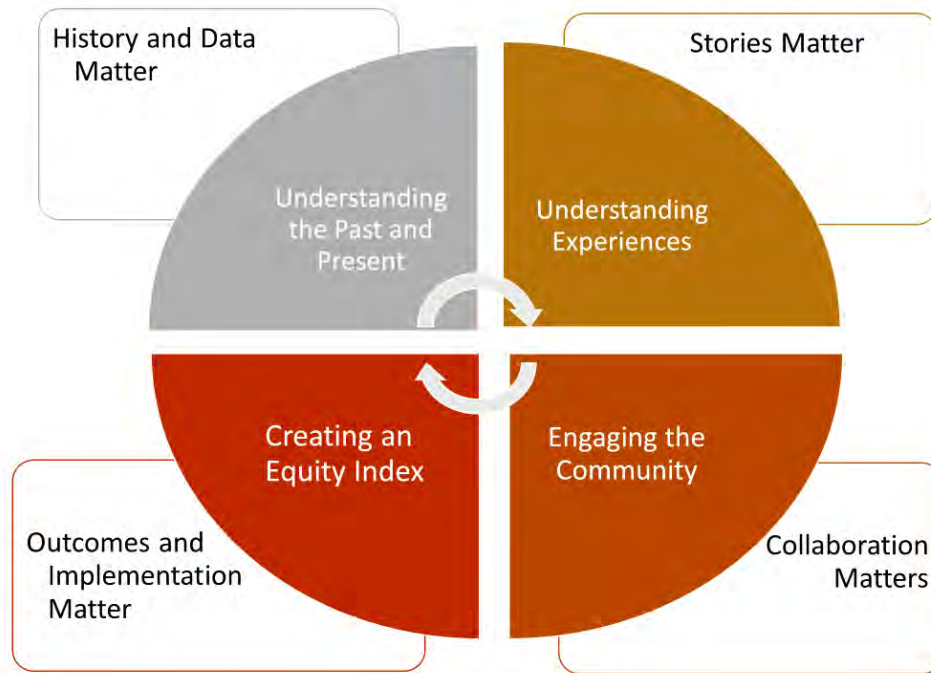 History and Data
Matter
Stories Matter
Understanding
the Past and
Present
Understanding
Experiences
Creating an
Equity Index
Engaging the
Community
Outcomes and
Implementation
Matter
Collaboration
Matters